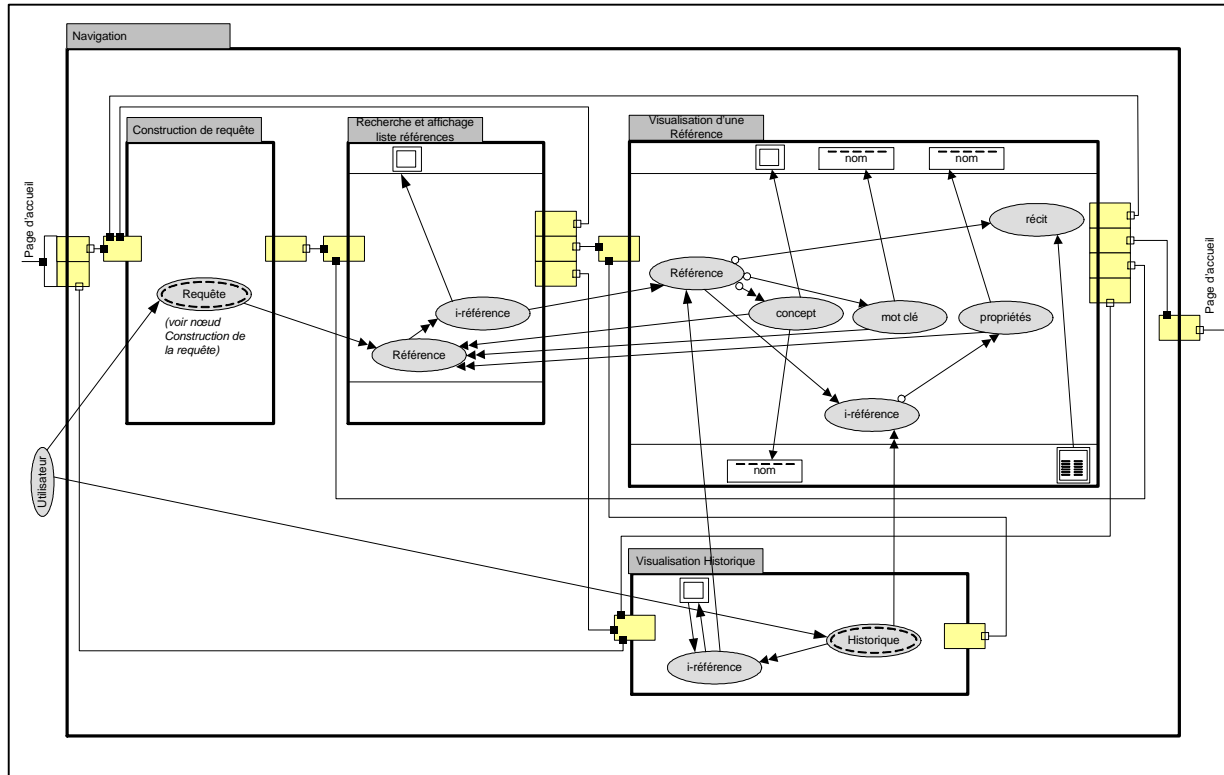 Navigation
Construction de requête
Recherche et affichage
liste références
Visualisation d'une
Référence
nom
nom
Page d'accueil
récit
Référence
Requête
(voir nœud
Construction de
la requête)
i-référence
concept
mot clé
propriétés
Page d'accueil
Référence
i-référence
nom
Utilisateur
Visualisation Historique
Historique
i-référence